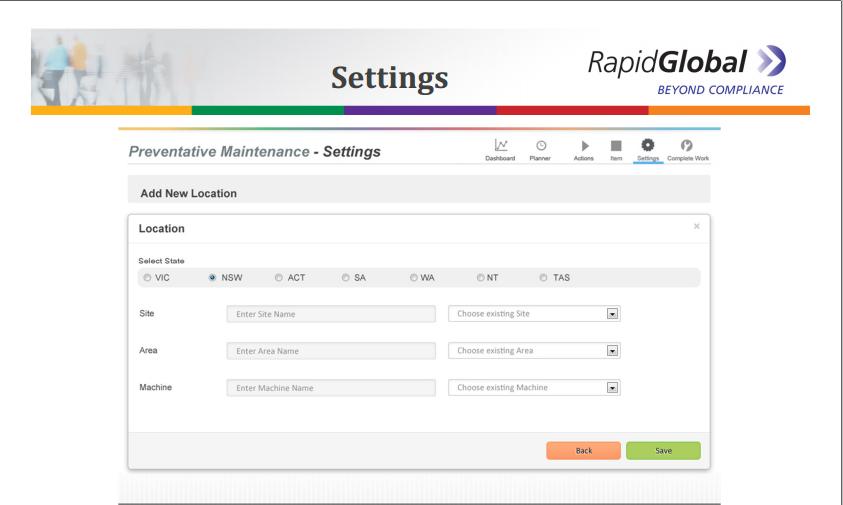 Settings
RapidGlobal
BEYOND COMPLIANCE
Preventative Maintenance - Settings
Dashboard Planner Actions Item Settings Complete Work
Add New Location
Location ×
Select State
VIC NSW ACT SA WA NT TAS
Site Enter Site Name Choose existing Site
Area Enter Area Name Choose existing Area
Machine Enter Machine Name Choose existing Machine
Back Save